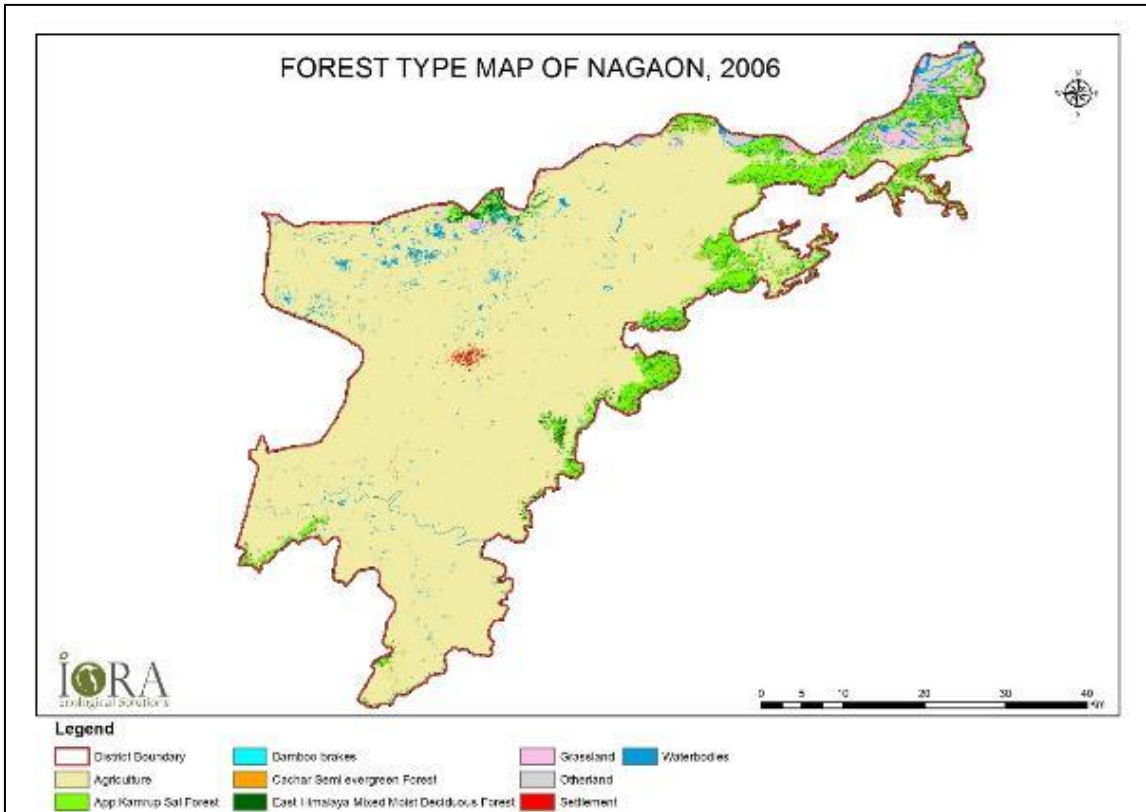 FOREST TYPE MAP OF NAGAON, 2006
N
iORA
Ecological Solutions
0 5 10 20 30 40
Km
Legend
District Boundary
Bamboo brakes
Grassland
Waterbodies
Agriculture
Cachar Semi evergreen Forest
Otherland
App Kamrup Sal Forest
East Himalaya Mixed Moist Deciduous Forest
Settlement